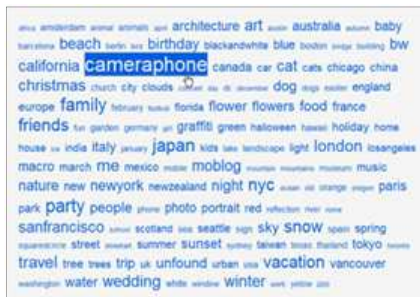 africa amsterdam animal animals april architecture art australia autumn baby
barcelona beach berlin bird birthday blackandwhite blue boston bridge building bw
california cameraphone canada car cat cats chicago china
christmas church city clouds concert day dc december dog dogs easter england
europe family february festival florida flower flowers food france
friends fun garden germany girl graffiti green halloween hawaii holiday home
house india italy january japan kids lake landscape light london losangeles
macro march me mexico mobile moblog mountain mountains museum music
nature new newyork newzealand night nyc ocean old orange oregon paris
park party people phone photo portrait red reflection river rome
sanfrancisco school scotland sea seattle sign sky snow spain spring
squaredcircle street summer sunset sydney taiwan texas thailand tokyo toronto
travel tree trees trip uk unfound urban usa vacation vancouver
washington water wedding white window winter work yellow zoo